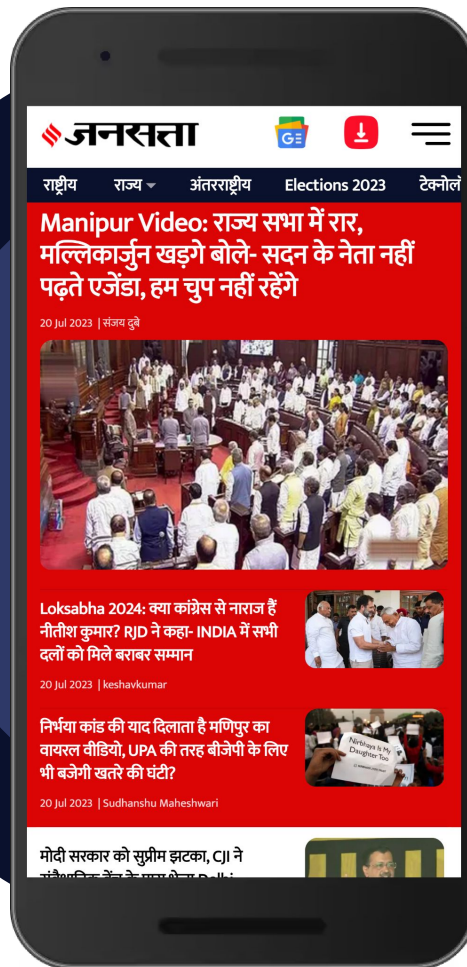 जनसत्ता
GE
राष्ट्रीय राज्य अंतरराष्ट्रीय Elections 2023 टेक्नोलॉ
Manipur Video: राज्य सभा में रार,
मल्लिकार्जुन खड़गे बोले- सदन के नेता नहीं
पढ़ते एजेंडा, हम चुप नहीं रहेंगे
20 Jul 2023 | संजय दुबे
Loksabha 2024: क्या कांग्रेस से नाराज हैं
नीतीश कुमार? RJD ने कहा- INDIA में सभी
दलों को मिले बराबर सम्मान
20 Jul 2023 | keshavkumar
निर्भया कांड की याद दिलाता है मणिपुर का
वायरल वीडियो, UPA की तरह बीजेपी के लिए
भी बजेगी खतरे की घंटी?
Nirbhaya Is My
Daughter Too
20 Jul 2023 | Sudhanshu Maheshwari
मोदी सरकार को सुप्रीम झटका, CJI ने